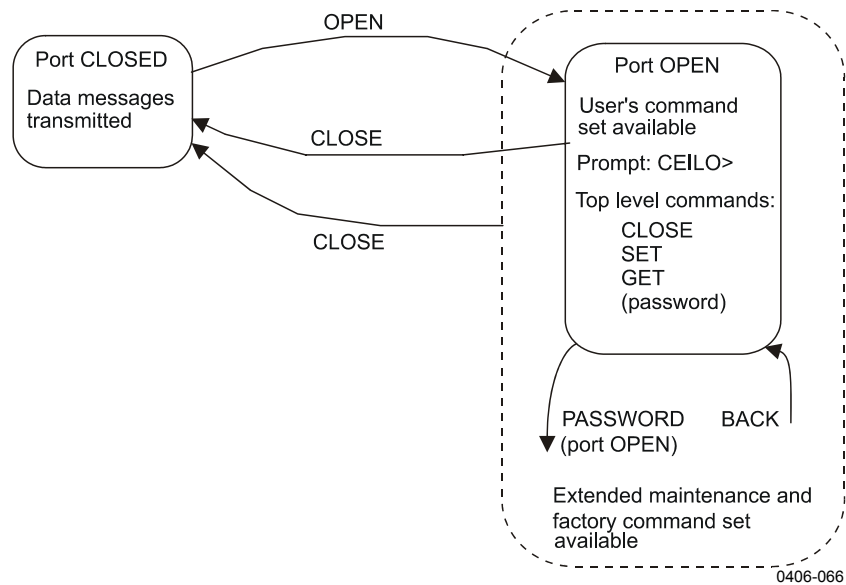 OPEN
Port CLOSED
Data messages
transmitted
CLOSE
CLOSE
Port OPEN
User's command
set available
Prompt: CEILO>
Top level commands:
CLOSE
SET
GET
(password)
PASSWORD
(port OPEN)
BACK
Extended maintenance and
factory command set
available
0406-066